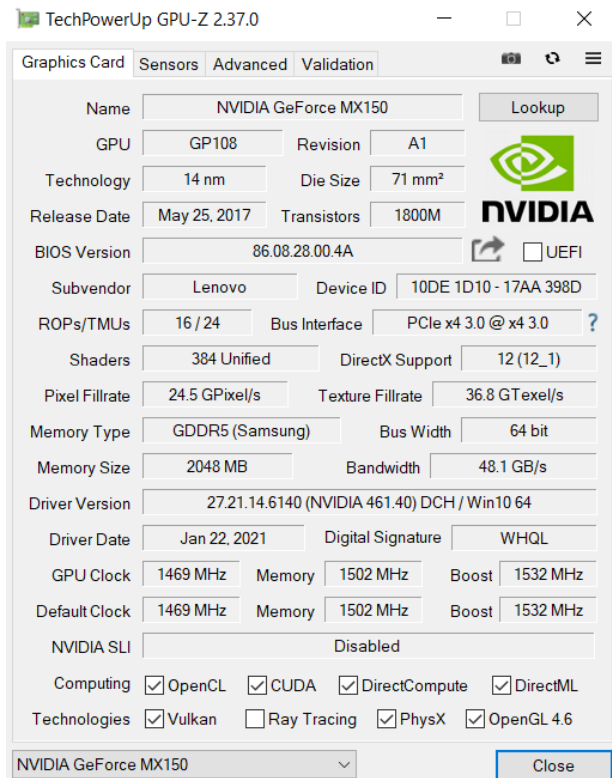 TechPowerUp GPU-Z 2.37.0
Graphics Card Sensors Advanced Validation
Name NVIDIA GeForce MX150 Lookup
GPU GP108 Revision A1
Technology 14 nm Die Size 71 mm²
NVIDIA
Release Date May 25, 2017 Transistors 1800M
BIOS Version 86.08.28.00.4A UEFI
Subvendor Lenovo Device ID 10DE 1D10 - 17AA 398D
ROPs/TMUs 16 / 24 Bus Interface PCIe x4 3.0 @ x4 3.0 ?
Shaders 384 Unified DirectX Support 12 (12_1)
Pixel Fillrate 24.5 GPixel/s Texture Fillrate 36.8 GTexel/s
Memory Type GDDR5 (Samsung) Bus Width 64 bit
Memory Size 2048 MB Bandwidth 48.1 GB/s
Driver Version 27.21.14.6140 (NVIDIA 461.40) DCH / Win10 64
Driver Date Jan 22, 2021 Digital Signature WHQL
GPU Clock 1469 MHz Memory 1502 MHz Boost 1532 MHz
Default Clock 1469 MHz Memory 1502 MHz Boost 1532 MHz
NVIDIA SLI Disabled
Computing OpenCL CUDA DirectCompute DirectML
Technologies Vulkan Ray Tracing PhysX OpenGL 4.6
NVIDIA GeForce MX150 Close